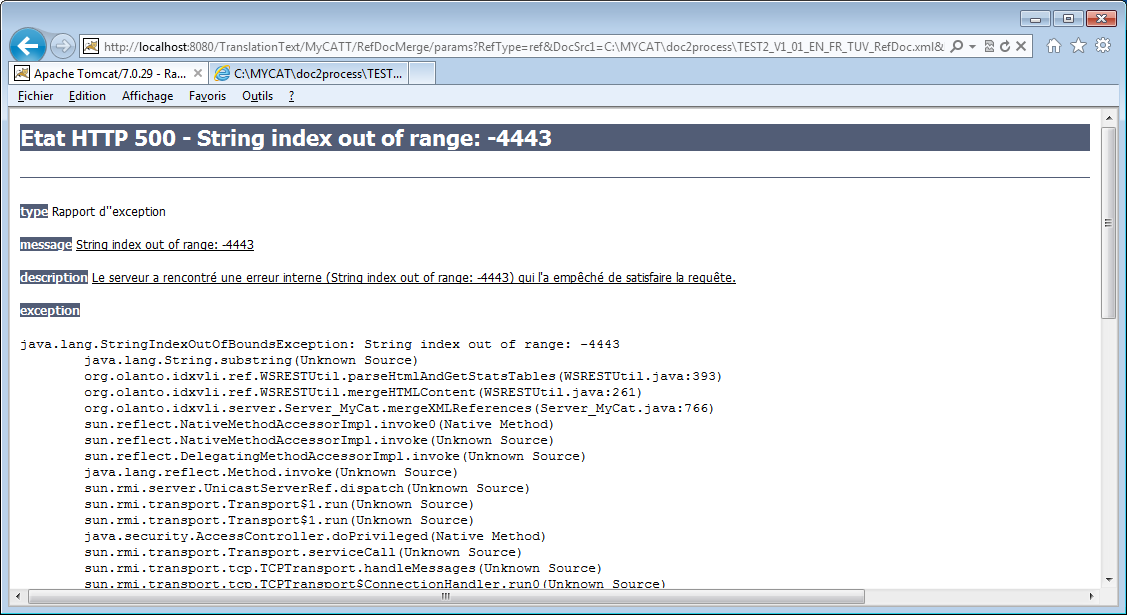 http://localhost:8080/TranslationText/MyCATT/RefDocMerge/params?RefType=ref&DocSrc1=C:\MYCAT\doc2process\TEST2_V1_01_EN_FR_TUV_RefDoc.xml&
Apache Tomcat/7.0.29 - Ra... C:\MYCAT\doc2process\TEST...
Fichier Edition Affichage Favoris Outils ?
Etat HTTP 500 - String index out of range: -4443
type Rapport d''exception
message String index out of range: -4443
description Le serveur a rencontré une erreur interne (String index out of range: -4443) qui l'a empêché de satisfaire la requête.
exception
java.lang.StringIndexOutOfBoundsException: String index out of range: -4443
java.lang.String.substring(Unknown Source)
org.olanto.idxvli.ref.WSRESTUtil.parseHtmlAndGetStatsTables(WSRESTUtil.java:393)
org.olanto.idxvli.ref.WSRESTUtil.mergeHTMLContent(WSRESTUtil.java:261)
org.olanto.idxvli.server.Server_MyCat.mergeXMLReferences(Server_MyCat.java:766)
sun.reflect.NativeMethodAccessorImpl.invoke0(Native Method)
sun.reflect.NativeMethodAccessorImpl.invoke(Unknown Source)
sun.reflect.DelegatingMethodAccessorImpl.invoke(Unknown Source)
java.lang.reflect.Method.invoke(Unknown Source)
sun.rmi.server.UnicastServerRef.dispatch(Unknown Source)
sun.rmi.transport.Transport$1.run(Unknown Source)
sun.rmi.transport.Transport$1.run(Unknown Source)
java.security.AccessController.doPrivileged(Native Method)
sun.rmi.transport.Transport.serviceCall(Unknown Source)
sun.rmi.transport.tcp.TCPTransport.handleMessages(Unknown Source)
sun.rmi.transport.tcp.TCPTransport$ConnectionHandler.run0(Unknown Source)